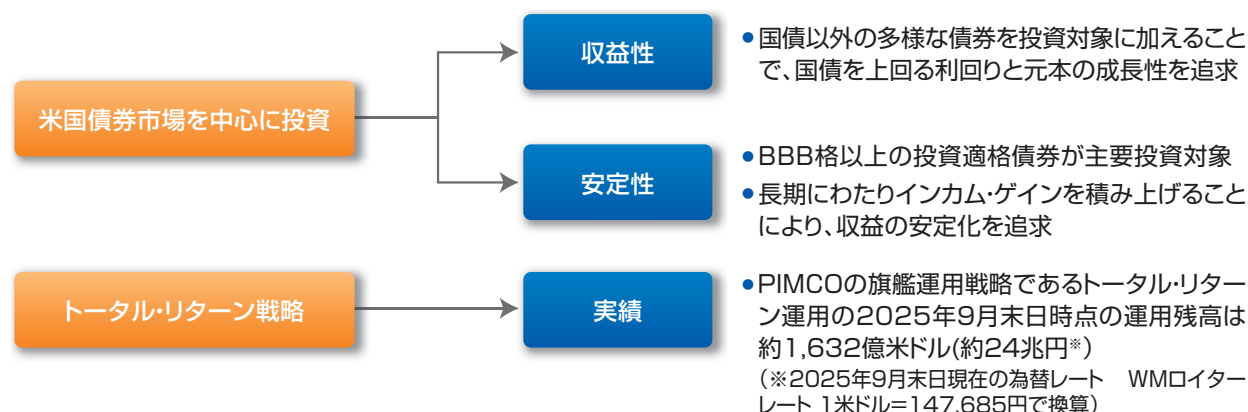 米国債券市場を中心に投資
収益性
●国債以外の多様な債券を投資対象に加えること
で、国債を上回る利回りと元本の成長性を追求
安定性
●BBB格以上の投資適格債券が主要投資対象
●長期にわたりインカム・ゲインを積み上げること
により、収益の安定化を追求
トータル・リターン戦略
実績
●PIMCOの旗艦運用戦略であるトータル・リター
ン運用の2025年9月末日時点の運用残高は
約1,632億米ドル(約24兆円※)
(※2025年9月末日現在の為替レート　WMロイター
レート 1米ドル=147.685円で換算)